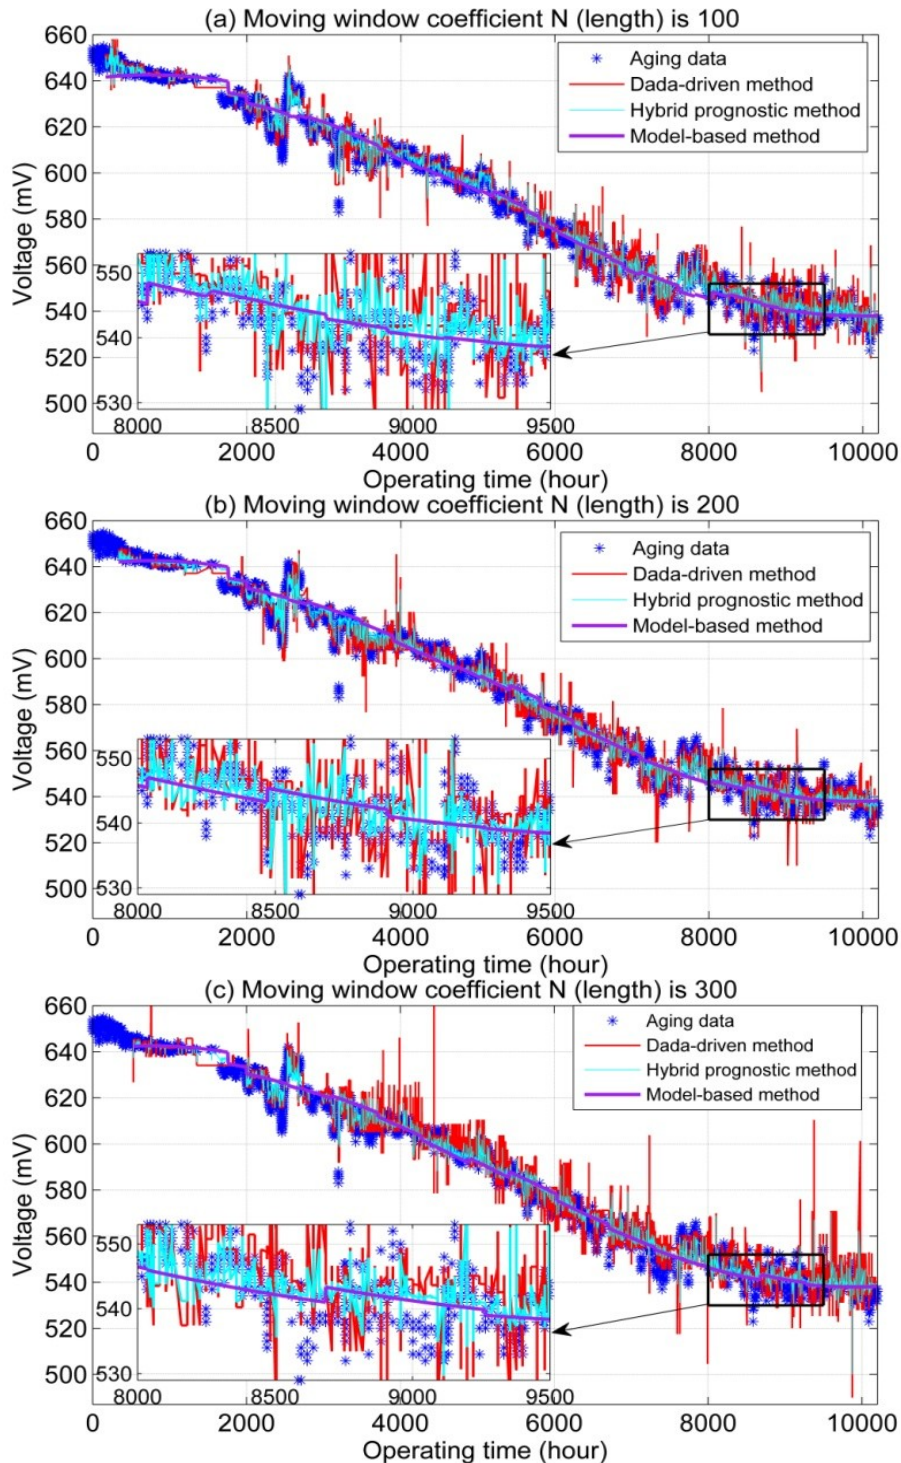 (a) Moving window coefficient N (length) is 100
660
640
620
600
580
560
540
520
500
Voltage (mV)
Aging data
Dada-driven method
Hybrid prognostic method
Model-based method
550
540
530
8000 8500 9000 9500
0 2000 4000 6000 8000 10000
Operating time (hour)
(b) Moving window coefficient N (length) is 200
660
640
620
600
580
560
540
520
500
Voltage (mV)
Aging data
Dada-driven method
Hybrid prognostic method
Model-based method
550
540
530
8000 8500 9000 9500
0 2000 4000 6000 8000 10000
Operating time (hour)
(c) Moving window coefficient N (length) is 300
660
640
620
600
580
560
540
520
500
Voltage (mV)
Aging data
Dada-driven method
Hybrid prognostic method
Model-based method
550
540
530
8000 8500 9000 9500
0 2000 4000 6000 8000 10000
Operating time (hour)